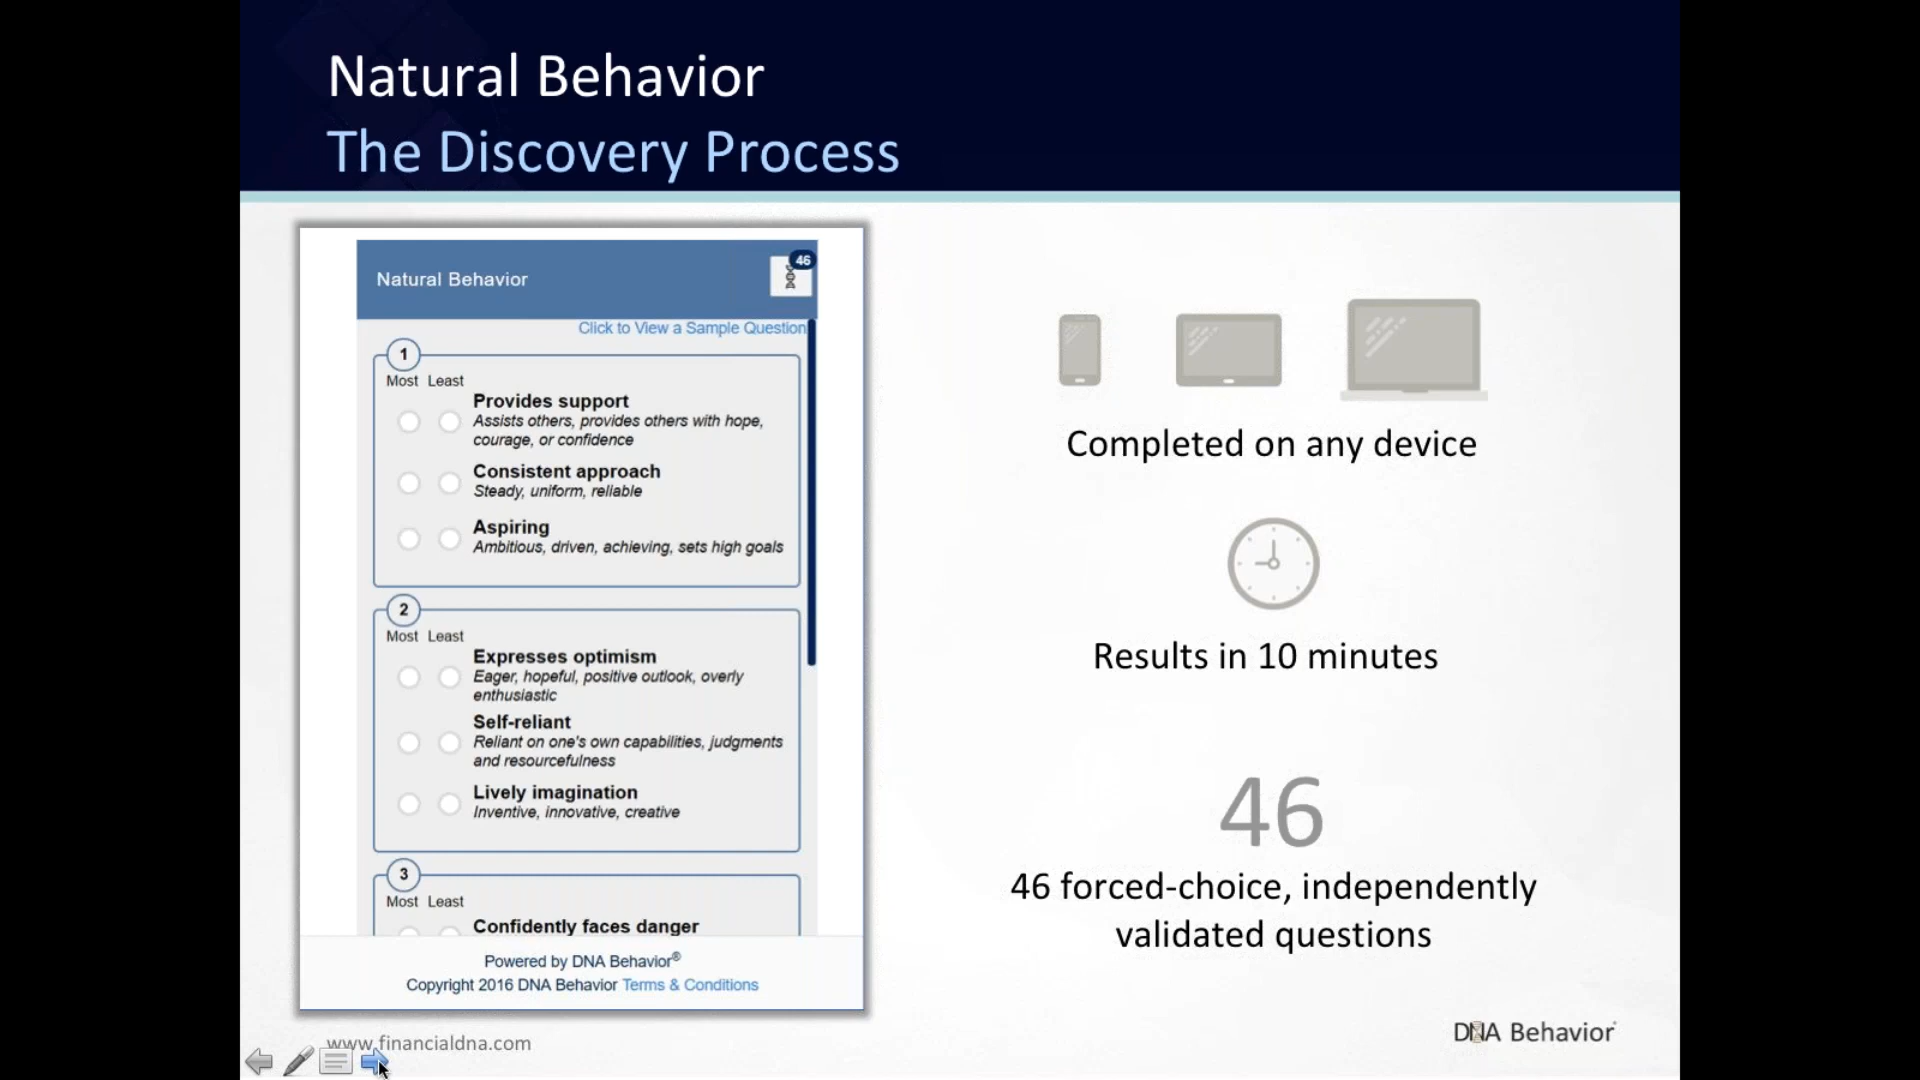 Natural Behavior
The Discovery Process
Natural Behavior
46
Click to View a Sample Question
1
Most Least
Provides support
Assists others, provides others with hope,
courage, or confidence
Consistent approach
Steady, uniform, reliable
Aspiring
Ambitious, driven, achieving, sets high goals
2
Most Least
Expresses optimism
Eager, hopeful, positive outlook, overly
enthusiastic
Self-reliant
Reliant on one's own capabilities, judgments
and resourcefulness
Lively imagination
Inventive, innovative, creative
3
Most Least
Confidently faces danger
Powered by DNA Behavior®
Copyright 2016 DNA Behavior Terms & Conditions
Completed on any device
Results in 10 minutes
46
46 forced-choice, independently
validated questions
www.financialdna.com
DNA Behavior